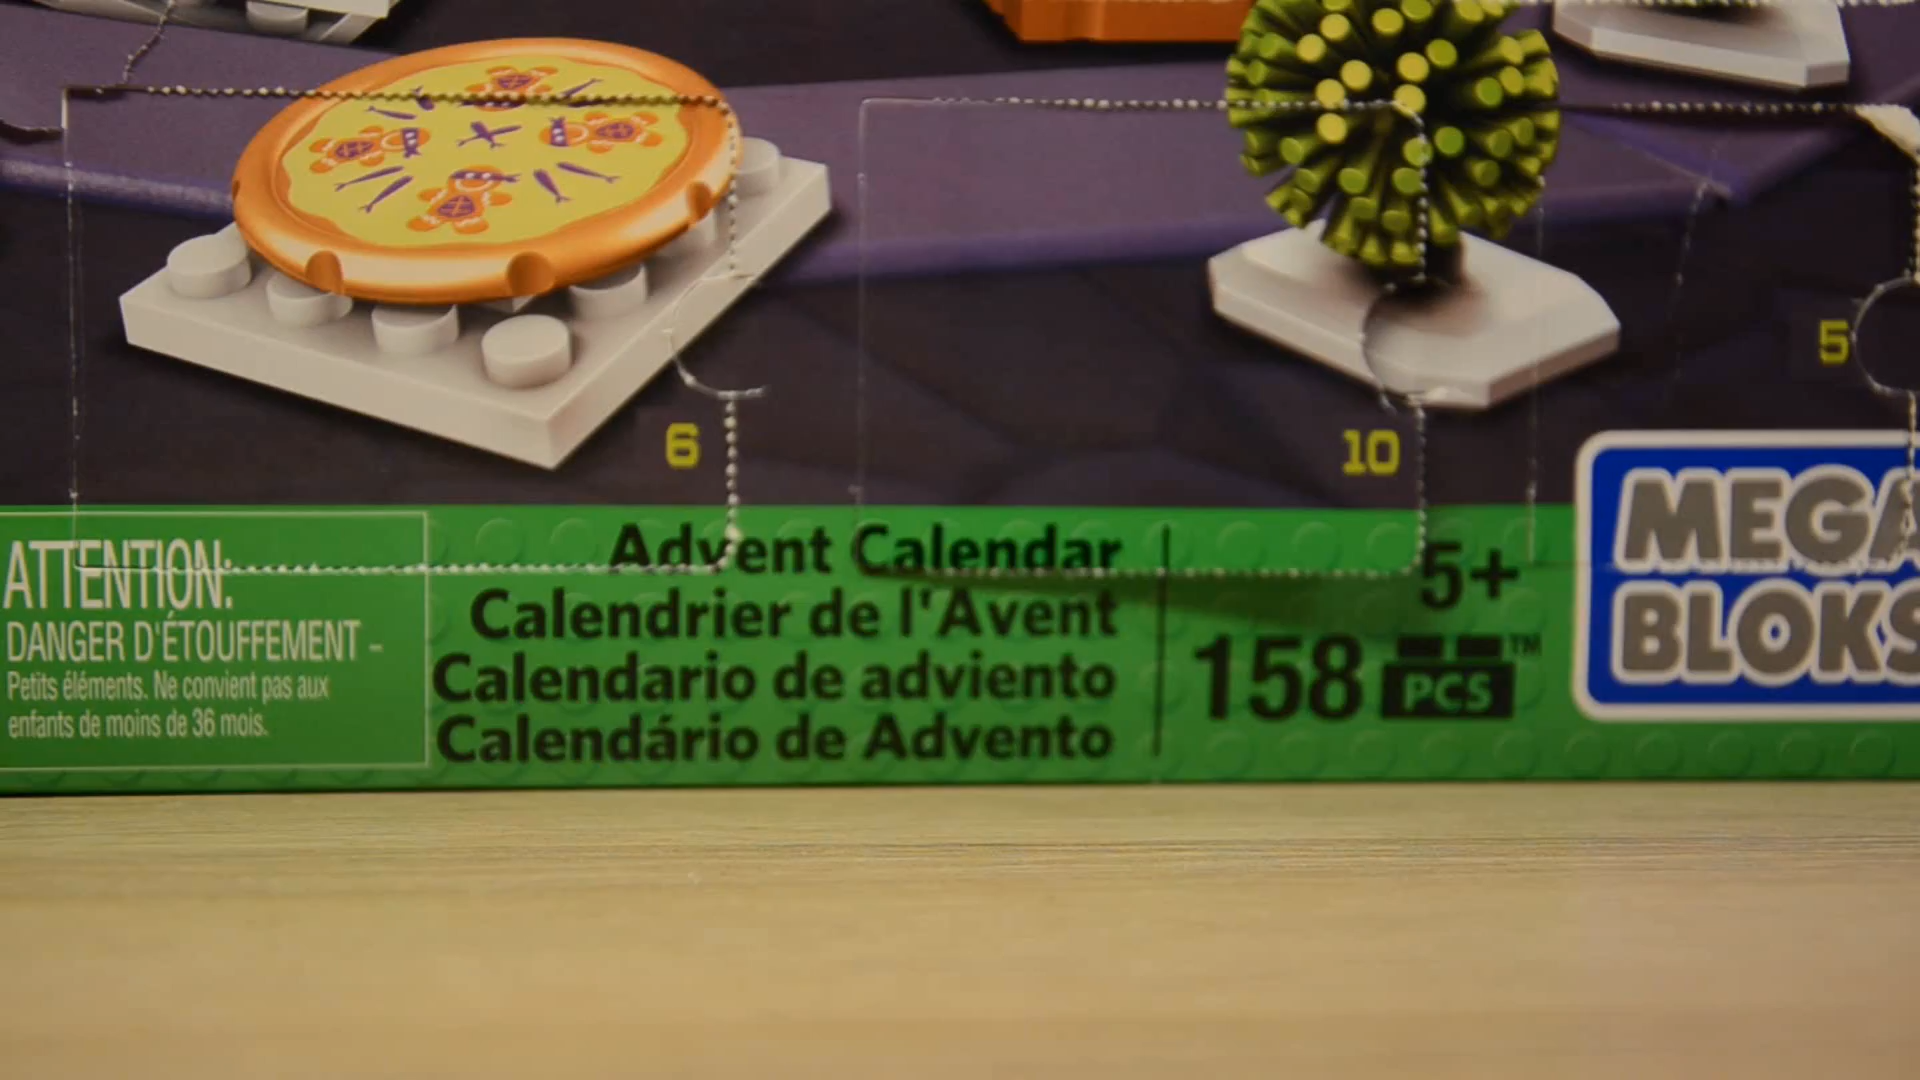 5
6
10
ATTENTION:
DANGER D'ÉTOUFFEMENT -
Petits éléments. Ne convient pas aux
enfants de moins de 36 mois.
Advent Calendar
Calendrier de l'Avent
Calendario de adviento
Calendário de Advento
5+
158 PCS™
MEGA
BLOKS